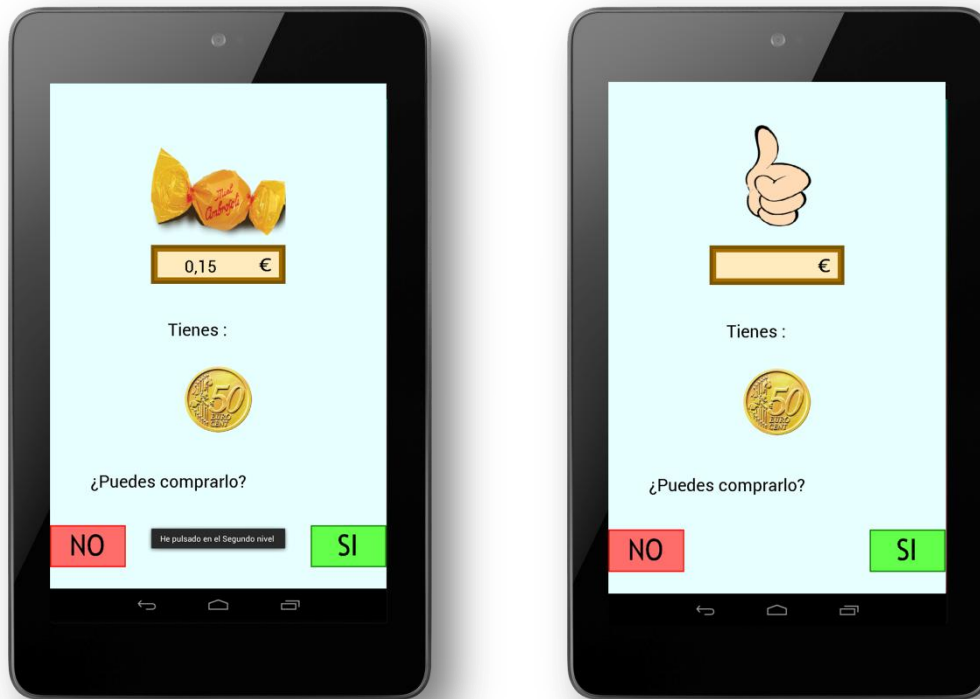 Miel
Ambrosoli
0,15 €
Tienes :
50
EURO
CENT
¿Puedes comprarlo?
NO
He pulsado en el Segundo nivel
SI
€
Tienes :
50
EURO
CENT
¿Puedes comprarlo?
NO
SI